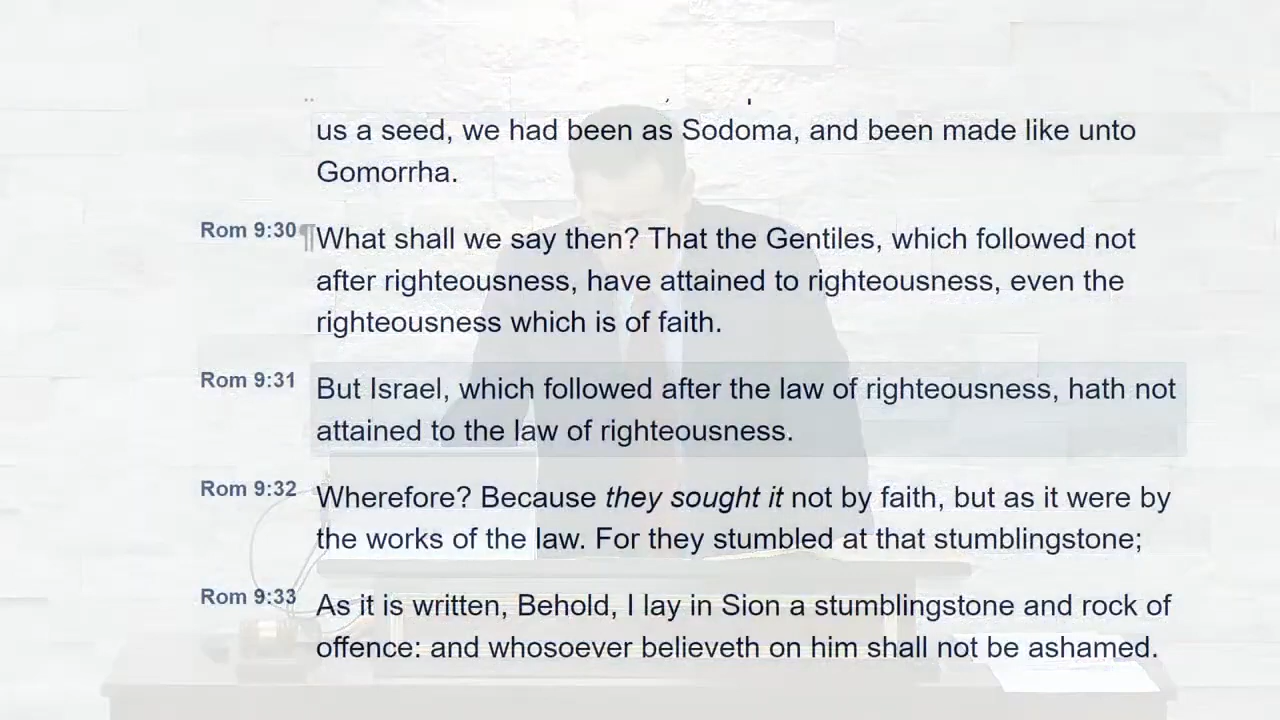 us a seed, we had been as Sodoma, and been made like unto
Gomorrha.
Rom 9:30 ¶What shall we say then? That the Gentiles, which followed not
after righteousness, have attained to righteousness, even the
righteousness which is of faith.
Rom 9:31 But Israel, which followed after the law of righteousness, hath not
attained to the law of righteousness.
Rom 9:32 Wherefore? Because they sought it not by faith, but as it were by
the works of the law. For they stumbled at that stumblingstone;
Rom 9:33 As it is written, Behold, I lay in Sion a stumblingstone and rock of
offence: and whosoever believeth on him shall not be ashamed.